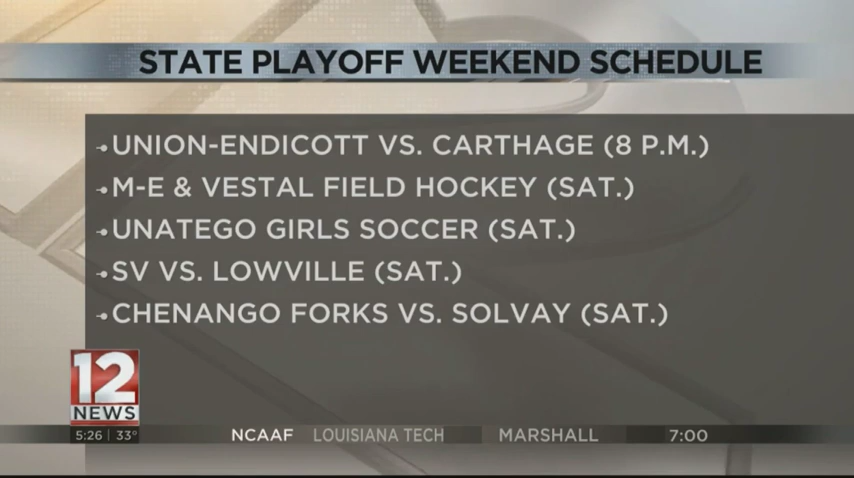 STATE PLAYOFF WEEKEND SCHEDULE
UNION-ENDICOTT VS. CARTHAGE (8 P.M.)
M-E & VESTAL FIELD HOCKEY (SAT.)
UNATEGO GIRLS SOCCER (SAT.)
SV VS. LOWVILLE (SAT.)
CHENANGO FORKS VS. SOLVAY (SAT.)
12
NEWS
5:26 | 33°
NCAAF LOUISIANA TECH MARSHALL 7:00